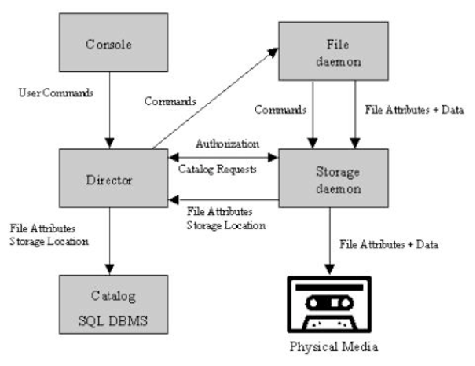 Console
File
daemon
User Commands
Commands
Commands
File Attributes + Data
Authorization
Catalog Requests
Director
Storage
daemon
File Attributes
Storage Location
File Attributes
Storage Location
File Attributes + Data
Catalog
SQL DBMS
Physical Media